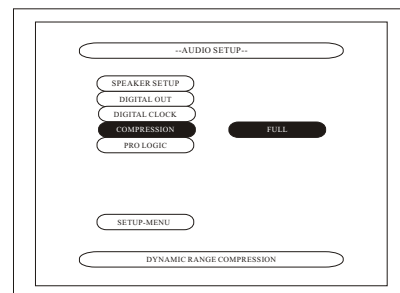 --AUDIO SETUP--
SPEAKER SETUP
DIGITAL OUT
DIGITAL CLOCK
COMPRESSION FULL
PRO LOGIC
SETUP-MENU
DYNAMIC RANGE COMPRESSION